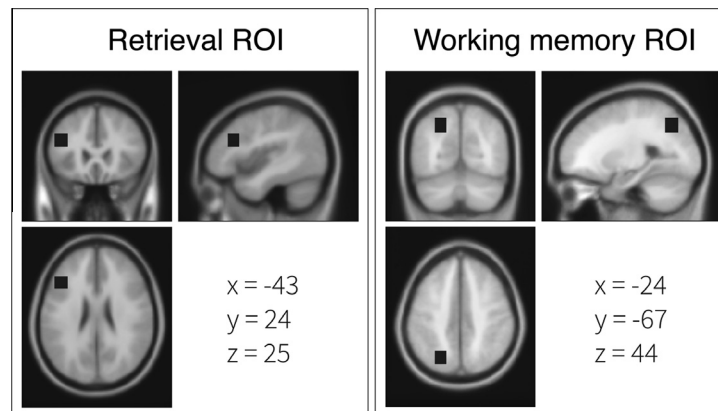 Retrieval ROI
x = -43
y = 24
z = 25
Working memory ROI
x = -24
y = -67
z = 44